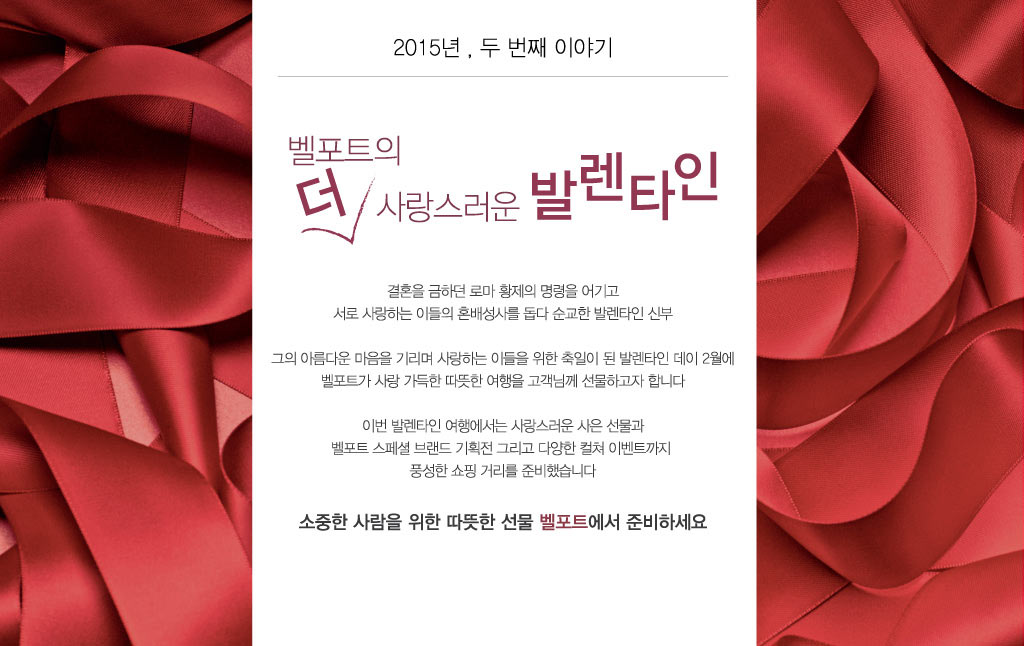 2015년 , 두 번째 이야기
벨포트의
더 사랑스러운 발렌타인
결혼을 금하던 로마 황제의 명령을 어기고
서로 사랑하는 이들의 혼배성사를 돕다 순교한 발렌타인 신부
그의 아름다운 마음을 기리며 사랑하는 이들을 위한 축일이 된 발렌타인 데이 2월에
벨포트가 사랑 가득한 따뜻한 여행을 고객님께 선물하고자 합니다
이번 발렌타인 여행에서는 사랑스러운 사은 선물과
벨포트 스페셜 브랜드 기획전 그리고 다양한 컬쳐 이벤트까지
풍성한 쇼핑 거리를 준비했습니다
소중한 사람을 위한 따뜻한 선물 벨포트에서 준비하세요